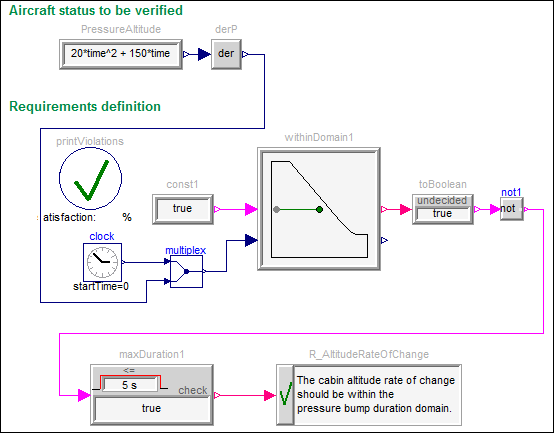 Aircraft status to be verified
PressureAltitude
derP
20*time^2 + 150*time
der
Requirements definition
printViolations
withinDomain1
const1
toBoolean
undecided
not1
true
true
not
atisfaction: %
clock
multiplex
startTime=0
maxDuration1
R_AltitudeRateOfChange
<=
5 s
check
true
The cabin altitude rate of change
should be within the
pressure bump duration domain.